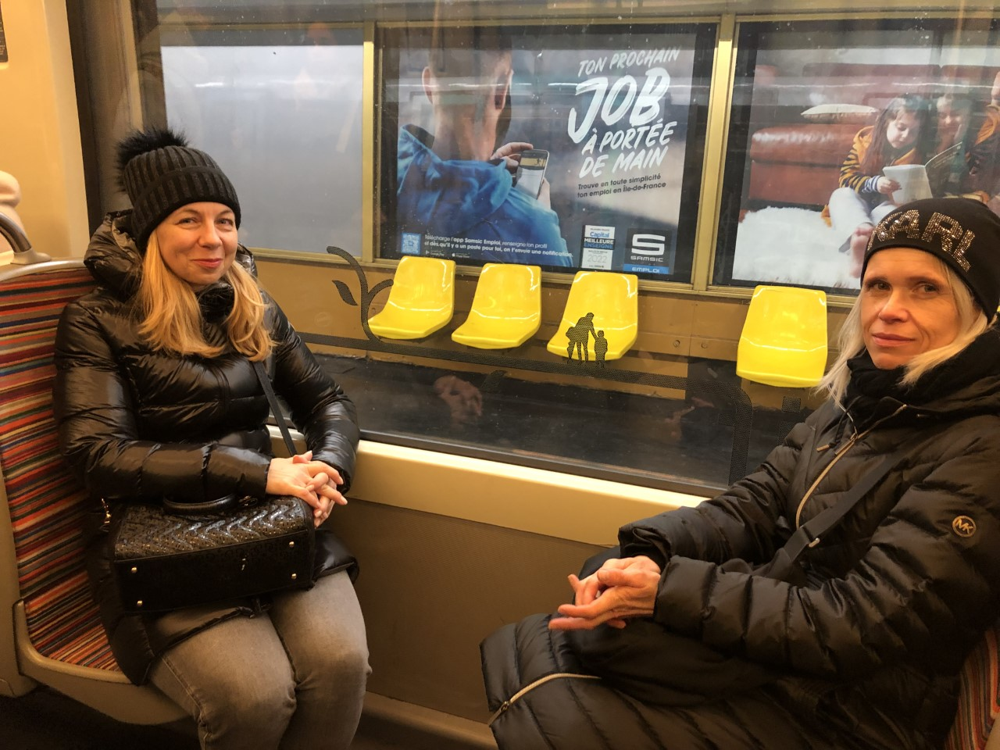 TON PROCHAIN
JOB
À PORTÉE
DE MAIN
Trouve en toute simplicité
ton emploi en Île-de-France
Télécharge l'app Samsic Emploi, renseigne ton profil
et dès qu'il y a un poste pour toi, on t'envoie une notification.
Capital
MEILLEURE
ENSEIGNE
2022
S
SAMSIC
EMPLOI
KARL
MK